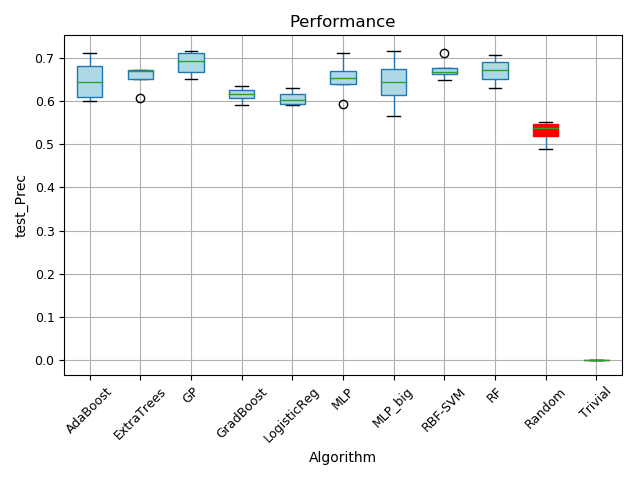 Performance
test_Prec
0.7
0.6
0.5
0.4
0.3
0.2
0.1
0.0
AdaBoost
ExtraTrees
GP
GradBoost
LogisticReg
MLP
MLP_big
RBF-SVM
RF
Random
Trivial
Algorithm